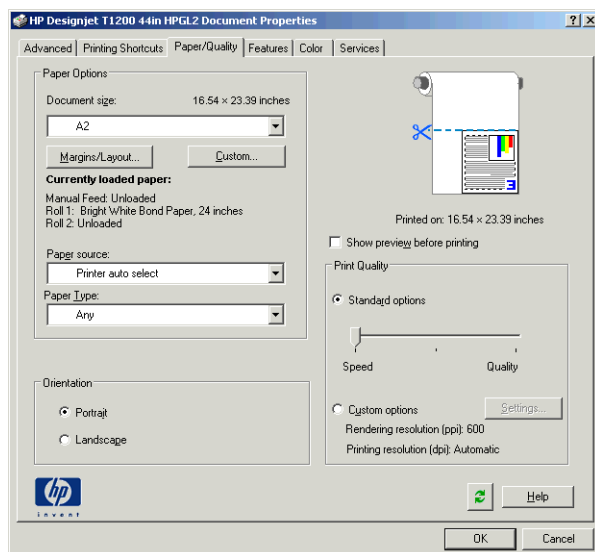 HP Designjet T1200 44in HPGL2 Document Properties
Advanced Printing Shortcuts Paper/Quality Features Color Services
Paper Options
Document size: 16.54 × 23.39 inches
A2
Margins/Layout... Custom...
Currently loaded paper:
Manual Feed: Unloaded
Roll 1: Bright White Bond Paper, 24 inches
Roll 2: Unloaded
Paper source:
Printer auto select
Paper Type:
Any
Orientation
Portrait
Landscape
3
Printed on: 16.54 × 23.39 inches
Show preview before printing
Print Quality
Standard options
Speed Quality
Custom options Settings...
Rendering resolution (ppi): 600
Printing resolution (dpi): Automatic
hp
invent
Help
OK Cancel